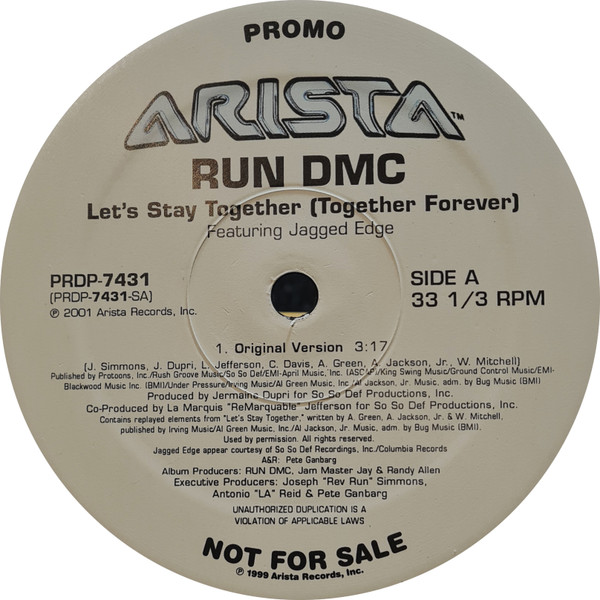 PROMO
ARISTA™
RUN DMC
Let's Stay Together (Together Forever)
Featuring Jagged Edge
PRDP-7431
(PRDP-7431-SA)
℗ 2001 Arista Records, Inc.
SIDE A
33 1/3 RPM
1. Original Version 3:17
(J. Simmons, J. Dupri, L. Jefferson, C. Davis, A. Green, A. Jackson, Jr., W. Mitchell)
Published by Protoons, Inc./Rush Groove Music/So So Def/EMI-April Music, Inc. (ASCAP)/King Swing Music/Ground Control Music/EMI-
Blackwood Music Inc. (BMI)/Under Pressure/Irving Music/Al Green Music, Inc./Al Jackson, Jr. Music, adm. by Bug Music (BMI)
Produced by Jermaine Dupri for So So Def Productions, Inc.
Co-Produced by La Marquis "ReMarquable" Jefferson for So So Def Productions, Inc.
Contains replayed elements from "Let's Stay Together," written by A. Green, A. Jackson, Jr. & W. Mitchell,
published by Irving Music/Al Green Music, Inc./Al Jackson, Jr. Music, adm. by Bug Music (BMI).
Used by permission. All rights reserved.
Jagged Edge appear courtesy of So So Def Recordings, Inc./Columbia Records
A&R: Pete Ganbarg
Album Producers: RUN DMC, Jam Master Jay & Randy Allen
Executive Producers: Joseph "Rev Run" Simmons,
Antonio "LA" Reid & Pete Ganbarg
UNAUTHORIZED DUPLICATION IS A
VIOLATION OF APPLICABLE LAWS
NOT FOR SALE
℗ 1999 Arista Records, Inc.